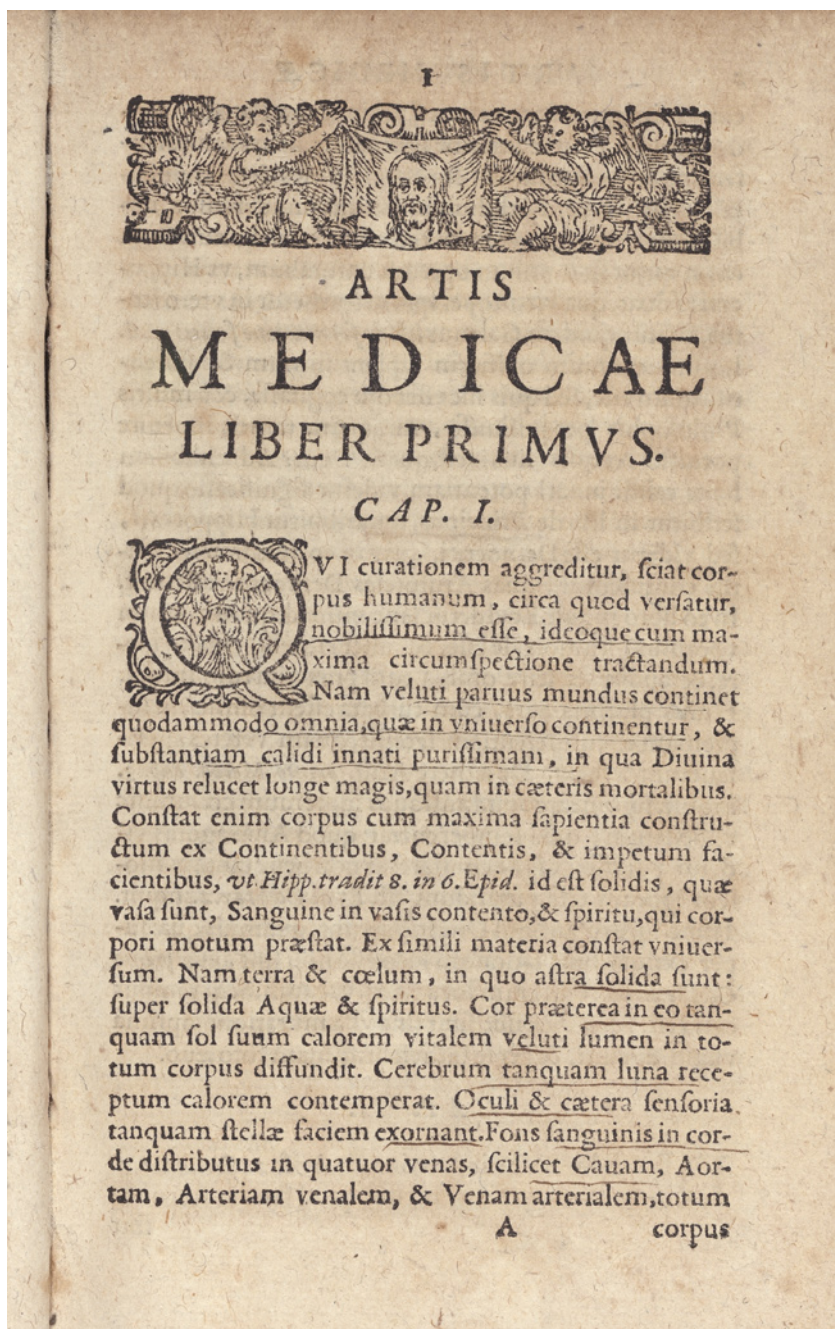 1
ARTIS
MEDICAE
LIBER PRIMVS.
CAP. I.
QVI curationem aggreditur, ſciat cor-
pus humanum, circa quod verſatur,
nobiliſſimum eſſe, ideoque cum ma-
xima circumſpectione tractandum.
Nam veluti paruus mundus continet
quodammodo omnia, quæ in vniuerſo continentur, &
ſubſtantiam calidi innati puriſſimam, in qua Diuina
virtus relucet longe magis, quam in cæteris mortalibus.
Conſtat enim corpus cum maxima ſapientia conſtru-
ctum ex Continentibus, Contentis, & impetum fa-
cientibus, vt Hipp. tradit 8. in 6. Epid. id eſt ſolidis, quæ
vaſa ſunt, Sanguine in vaſis contento, & ſpiritu, qui cor-
pori motum præſtat. Ex ſimili materia conſtat vniuer-
ſum. Nam terra & cœlum, in quo aſtra ſolida ſunt:
ſuper ſolida Aquæ & ſpiritus. Cor præterea in eo tan-
quam ſol ſuum calorem vitalem veluti lumen in to-
tum corpus diffundit. Cerebrum tanquam luna rece-
ptum calorem contemperat. Oculi & cætera ſenſoria
tanquam ſtellæ faciem exornant. Fons ſanguinis in cor-
de diſtributus in quatuor venas, ſcilicet Cauam, Aor-
tam, Arteriam venalem, & Venam arterialem, totum
A corpus